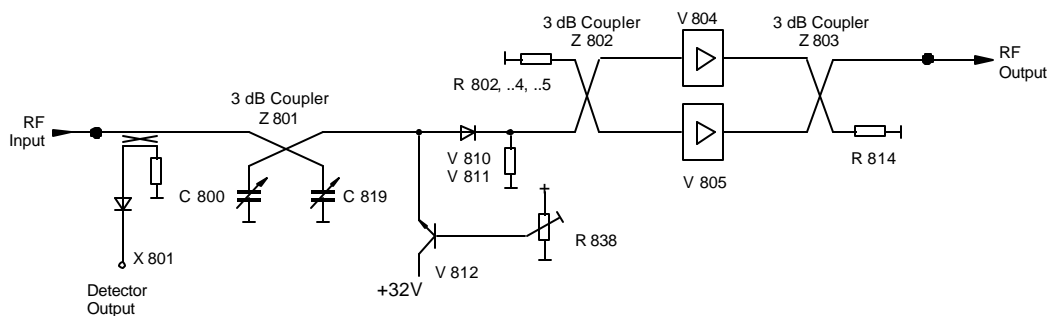 3 dB Coupler
Z 802
V 804
3 dB Coupler
Z 803
RF
Output
R 802, ..4, ..5
3 dB Coupler
Z 801
RF
Input
V 810
V 811
R 814
V 805
C 800
C 819
R 838
X 801
V 812
+32V
Detector
Output